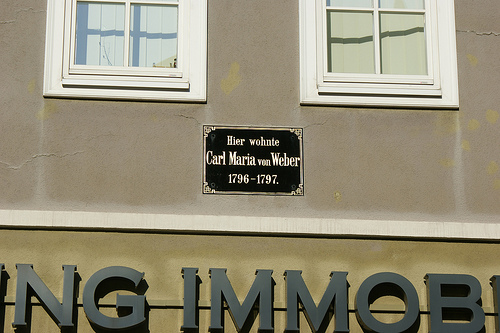 Hier wohnte
Carl Maria von Weber
1796-1797.
NG IMMOB